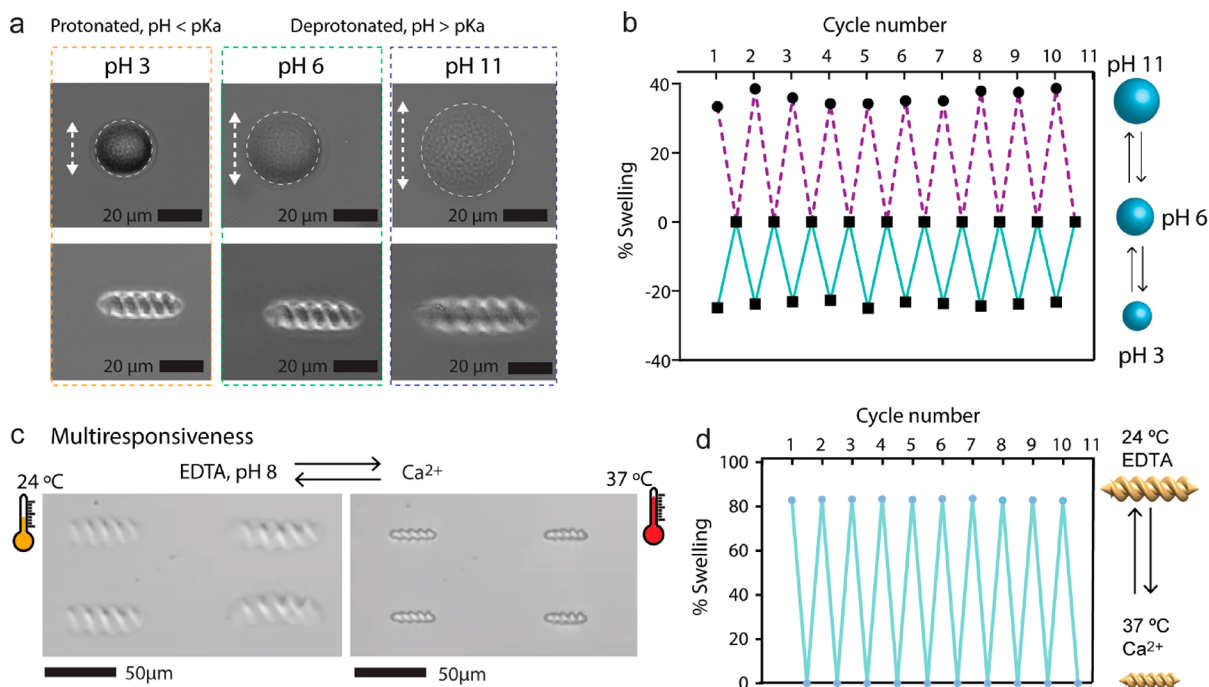 a
Protonated, pH < pKa Deprotonated, pH > pKa
pH 3 pH 6 pH 11
20 μm 20 μm 20 μm
20 μm 20 μm 20 μm
b
Cycle number
1 2 3 4 5 6 7 8 9 10 11
40
20
0
-20
-40
% Swelling
pH 11
pH 6
pH 3
c Multiresponsiveness
24 ºC
EDTA, pH 8 Ca²⁺
37 ºC
50μm 50μm
d
Cycle number
1 2 3 4 5 6 7 8 9 10 11
100
80
60
40
20
0
% Swelling
24 ºC
EDTA
37 ºC
Ca²⁺